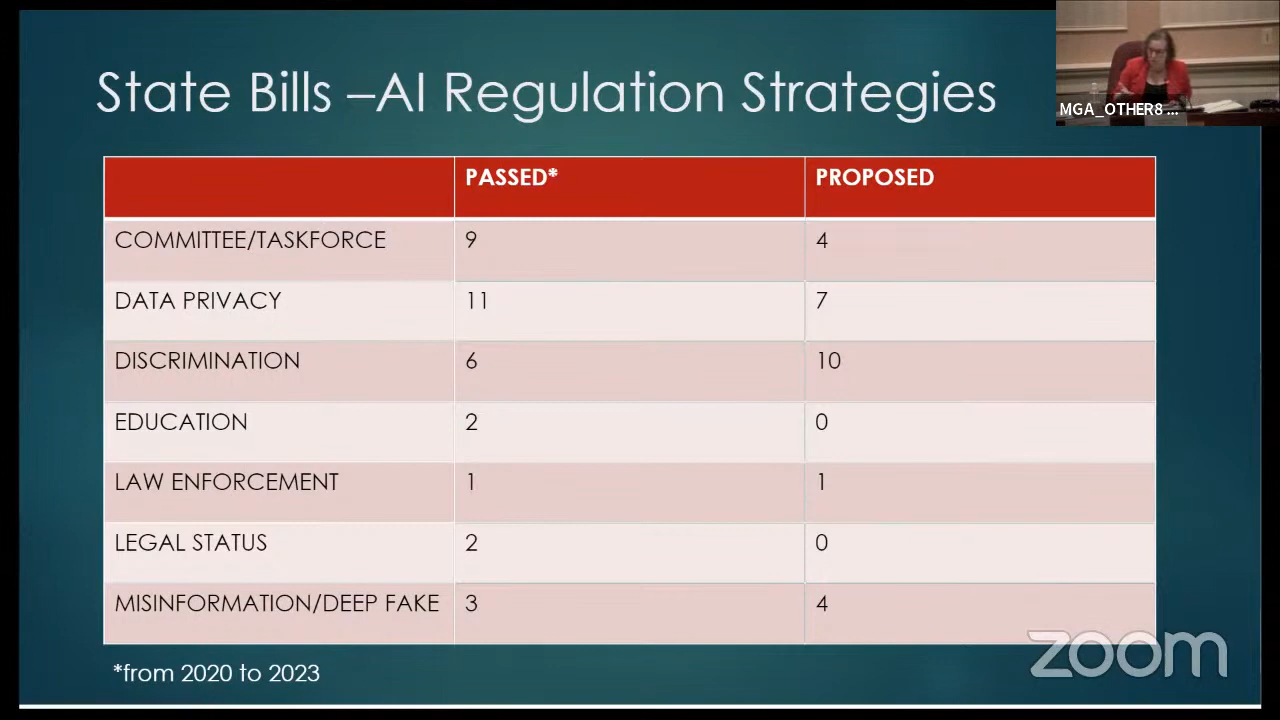 State Bills –AI Regulation Strategies
MGA_OTHER8 ...
PASSED* PROPOSED
COMMITTEE/TASKFORCE 9 4
DATA PRIVACY 11 7
DISCRIMINATION 6 10
EDUCATION 2 0
LAW ENFORCEMENT 1 1
LEGAL STATUS 2 0
MISINFORMATION/DEEP FAKE 3 4
*from 2020 to 2023
zoom